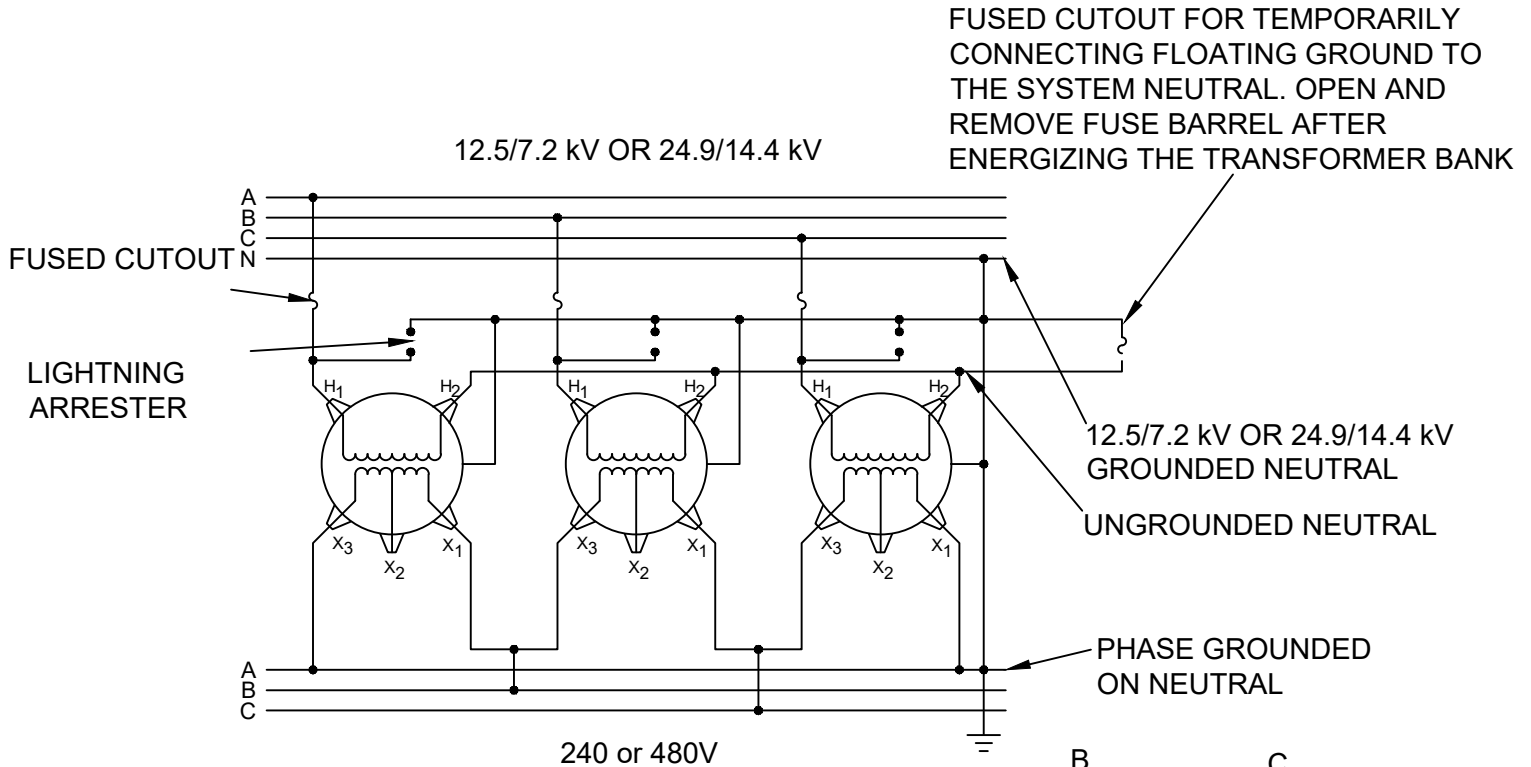 FUSED CUTOUT FOR TEMPORARILY
CONNECTING FLOATING GROUND TO
THE SYSTEM NEUTRAL. OPEN AND
REMOVE FUSE BARREL AFTER
ENERGIZING THE TRANSFORMER BANK
12.5/7.2 kV OR 24.9/14.4 kV
A
B
C
N
FUSED CUTOUT
LIGHTNING
ARRESTER
H1
H2
H1
H2
H1
H2
12.5/7.2 kV OR 24.9/14.4 kV
GROUNDED NEUTRAL
UNGROUNDED NEUTRAL
X3
X2
X1
X3
X2
X1
X3
X2
X1
PHASE GROUNDED
ON NEUTRAL
A
B
C
240 or 480V
B
C